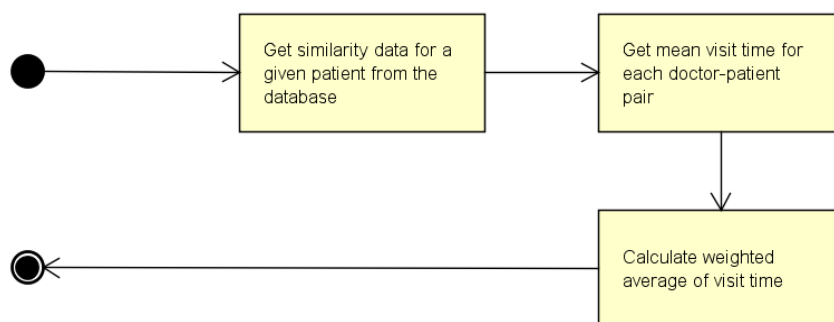 Get similarity data for a
given patient from the
database
Get mean visit time for
each doctor-patient
pair
Calculate weighted
average of visit time